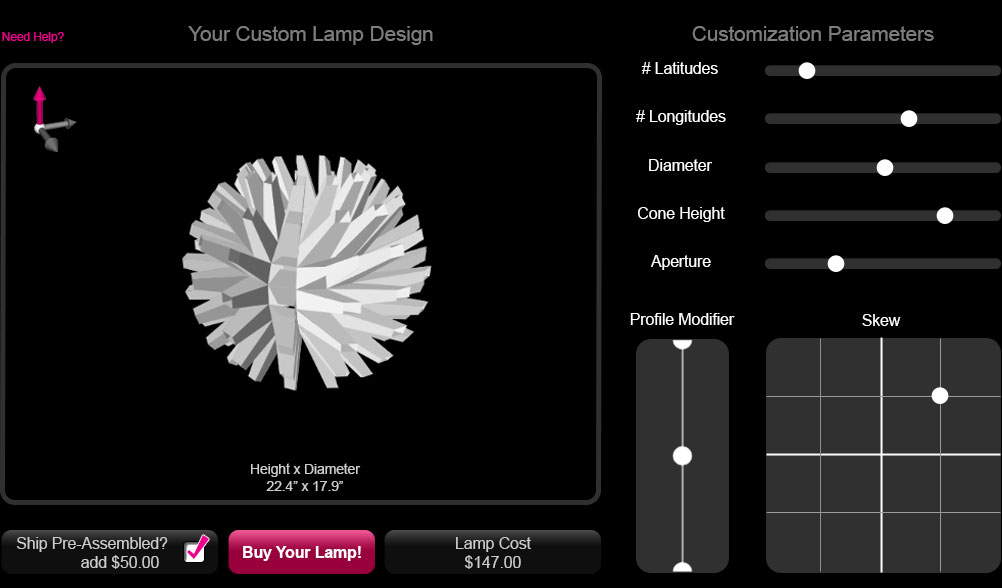 Need Help?
Your Custom Lamp Design
Customization Parameters
# Latitudes
# Longitudes
Diameter
Cone Height
Aperture
Profile Modifier
Skew
Height x Diameter
22.4” x 17.9”
Ship Pre-Assembled?
add $50.00
Buy Your Lamp!
Lamp Cost
$147.00